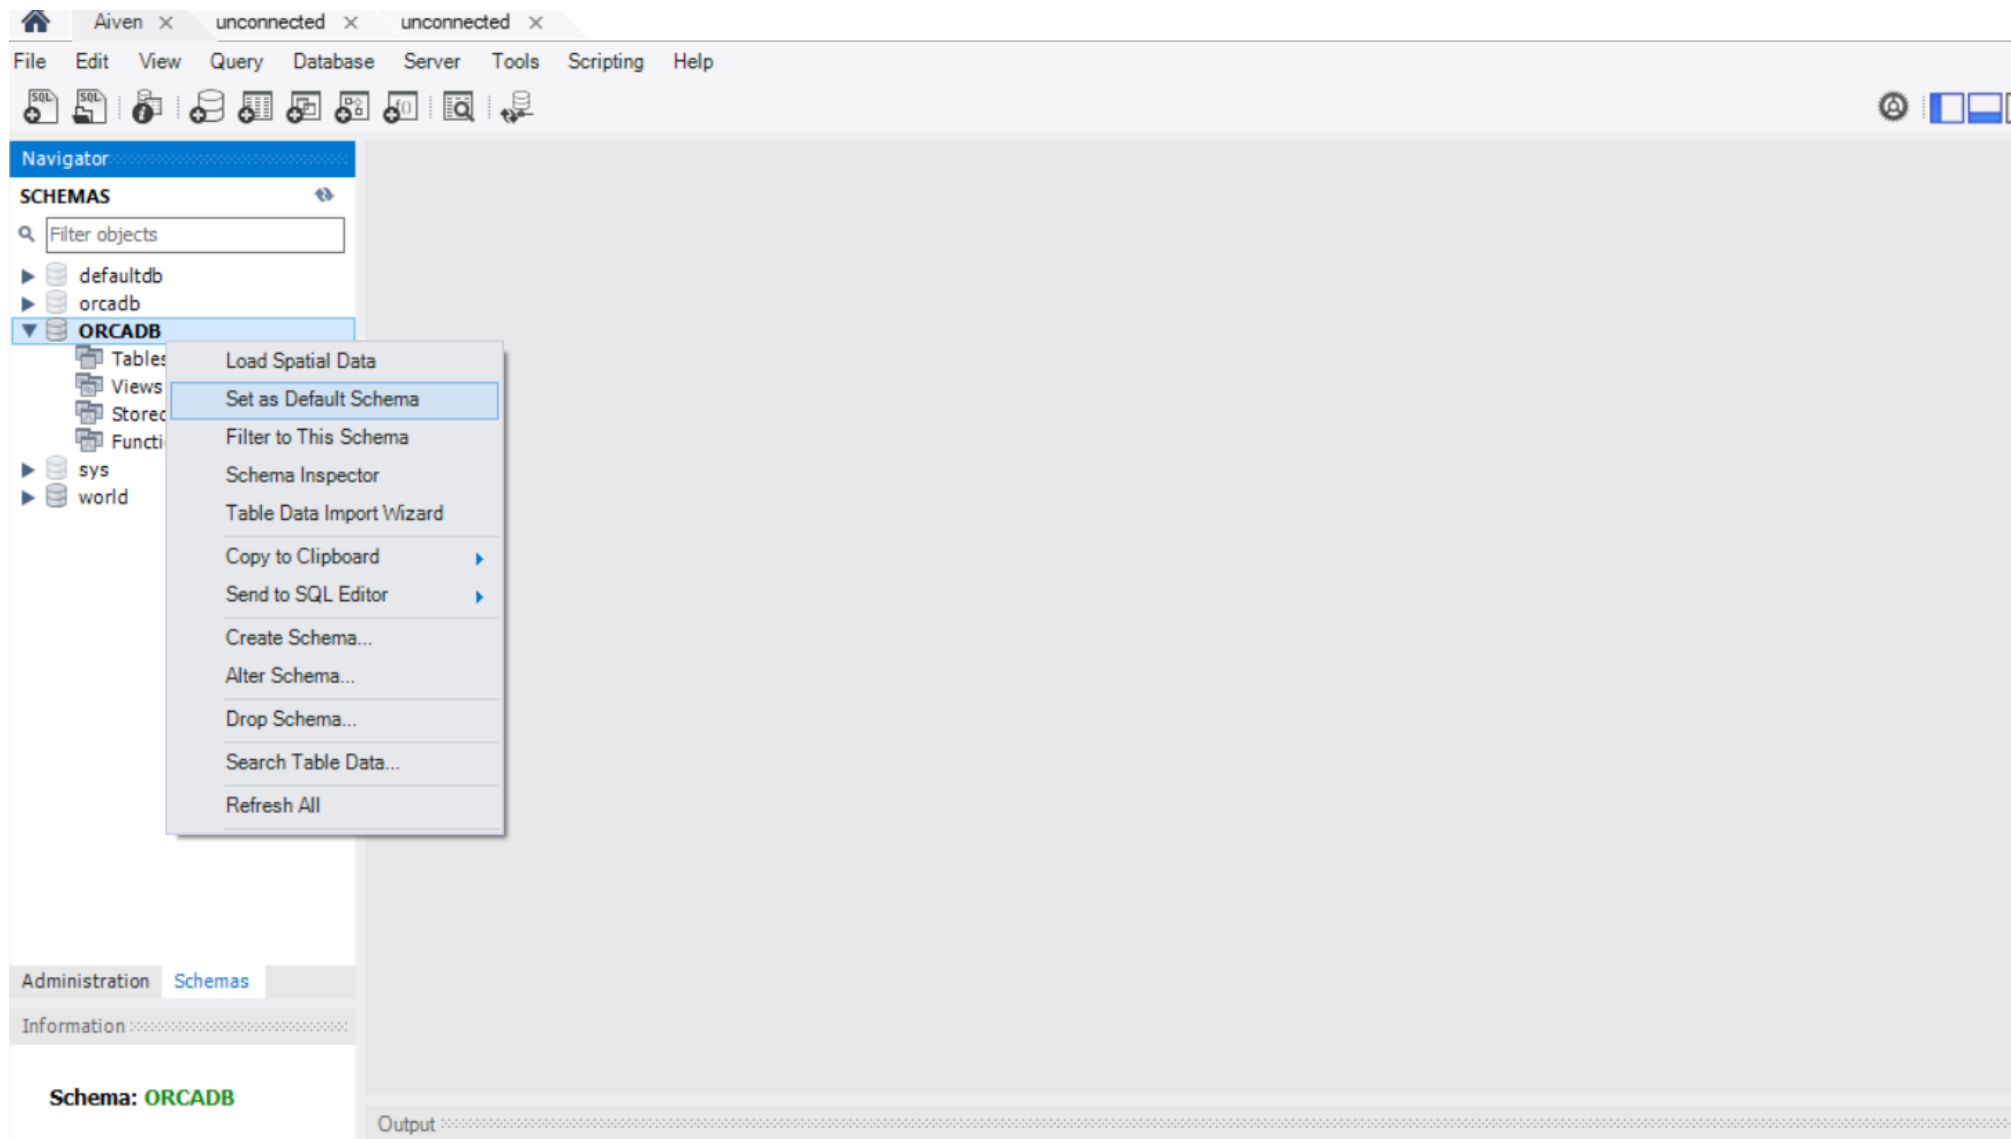 Aiven × unconnected × unconnected ×
File Edit View Query Database Server Tools Scripting Help
SQL SQL
Navigator
SCHEMAS
Filter objects
defaultdb
orcadb
ORCADB
Tables
Views
Stored
Functi
sys
world
Load Spatial Data
Set as Default Schema
Filter to This Schema
Schema Inspector
Table Data Import Wizard
Copy to Clipboard
Send to SQL Editor
Create Schema...
Alter Schema...
Drop Schema...
Search Table Data...
Refresh All
Administration Schemas
Information
Schema: ORCADB
Output